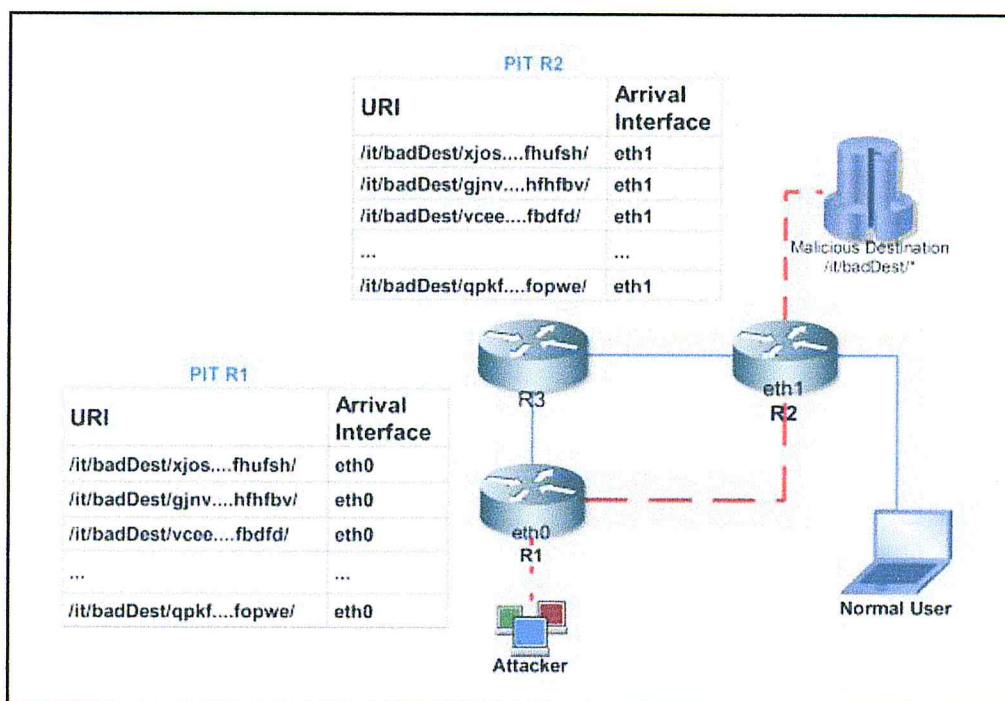 PIT R2
URI Arrival Interface
/it/badDest/xjos....fhufsh/ eth1
/it/badDest/gjnv....hfhfbv/ eth1
/it/badDest/vcee....fbdfd/ eth1
... ...
/it/badDest/qpkf....fopwe/ eth1
Malicious Destination
/it/badDest/*
R3
eth1
R2
PIT R1
URI Arrival Interface
/it/badDest/xjos....fhufsh/ eth0
/it/badDest/gjnv....hfhfbv/ eth0
/it/badDest/vcee....fbdfd/ eth0
... ...
/it/badDest/qpkf....fopwe/ eth0
eth0
R1
Attacker
Normal User